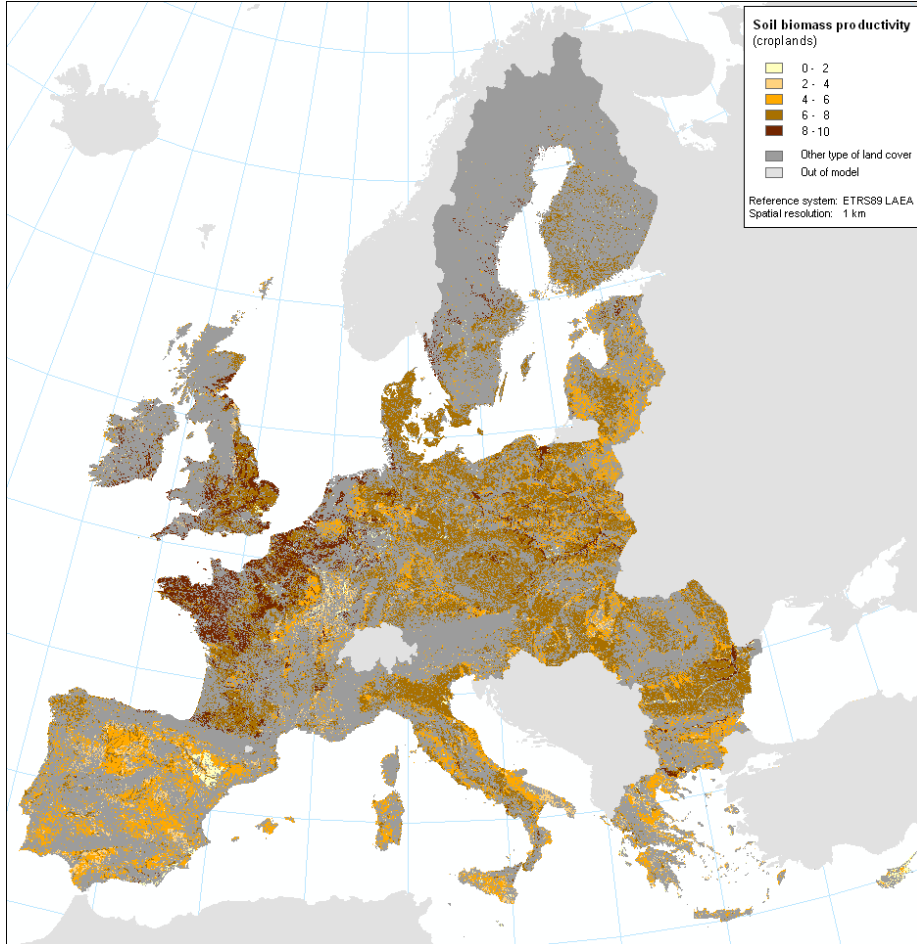 Soil biomass productivity
(croplands)
0 - 2
2 - 4
4 - 6
6 - 8
8 - 10
Other type of land cover
Out of model
Reference system: ETRS89 LAEA
Spatial resolution: 1 km